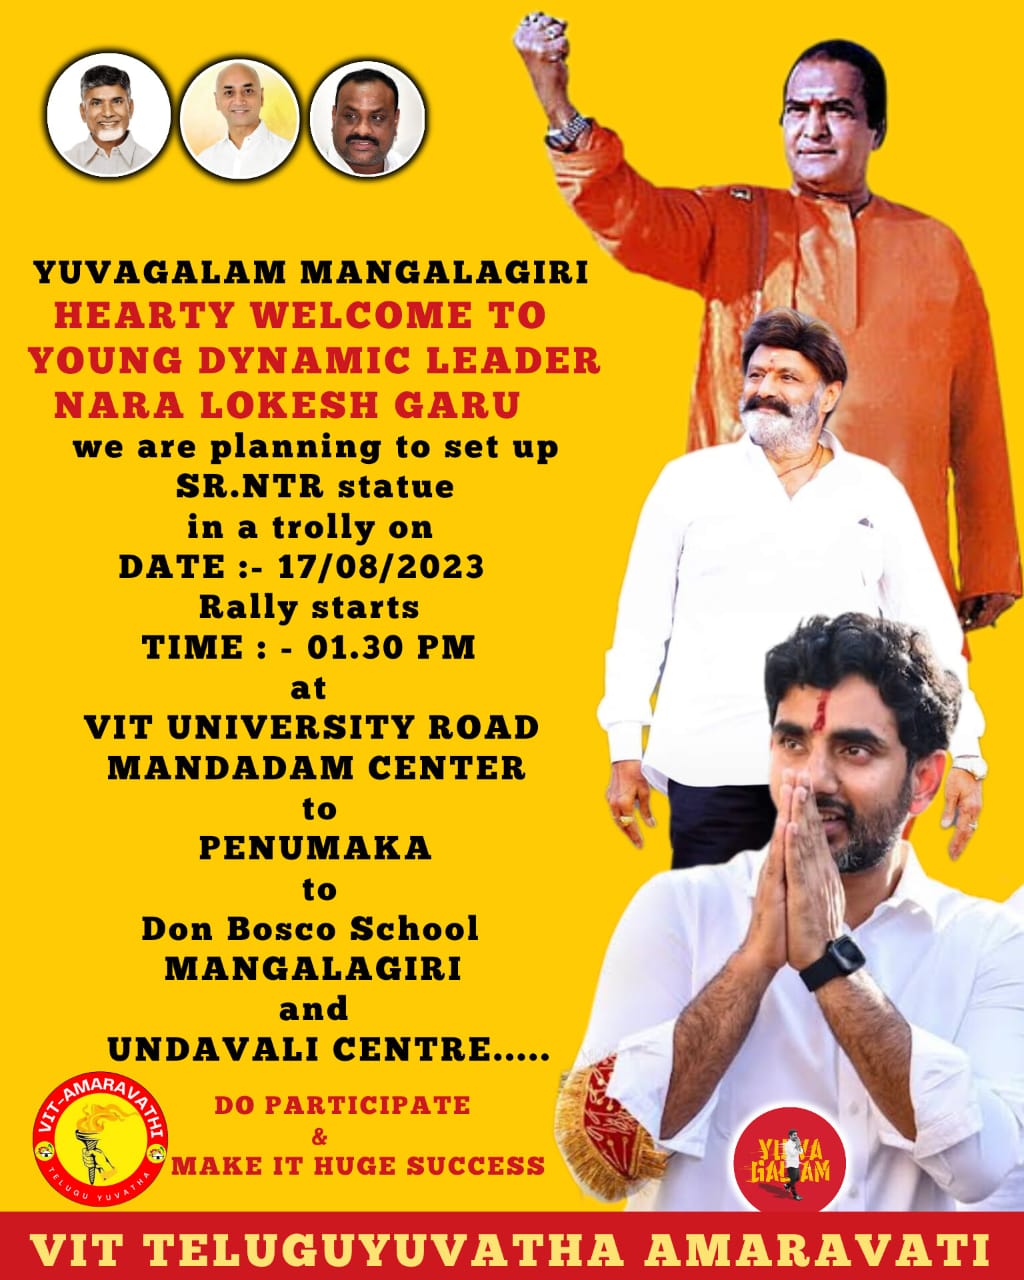 YUVAGALAM MANGALAGIRI
HEARTY WELCOME TO
YOUNG DYNAMIC LEADER
NARA LOKESH GARU
we are planning to set up
SR.NTR statue
in a trolly on
DATE :- 17/08/2023
Rally starts
TIME : - 01.30 PM
at
VIT UNIVERSITY ROAD
MANDADAM CENTER
to
PENUMAKA
to
Don Bosco School
MANGALAGIRI
and
UNDAVALI CENTRE.....
DO PARTICIPATE
&
MAKE IT HUGE SUCCESS
VIT-AMARAVATHI
TELUGU YUVATHA
YUVA
GALAM
VIT TELUGUYUVATHA AMARAVATI